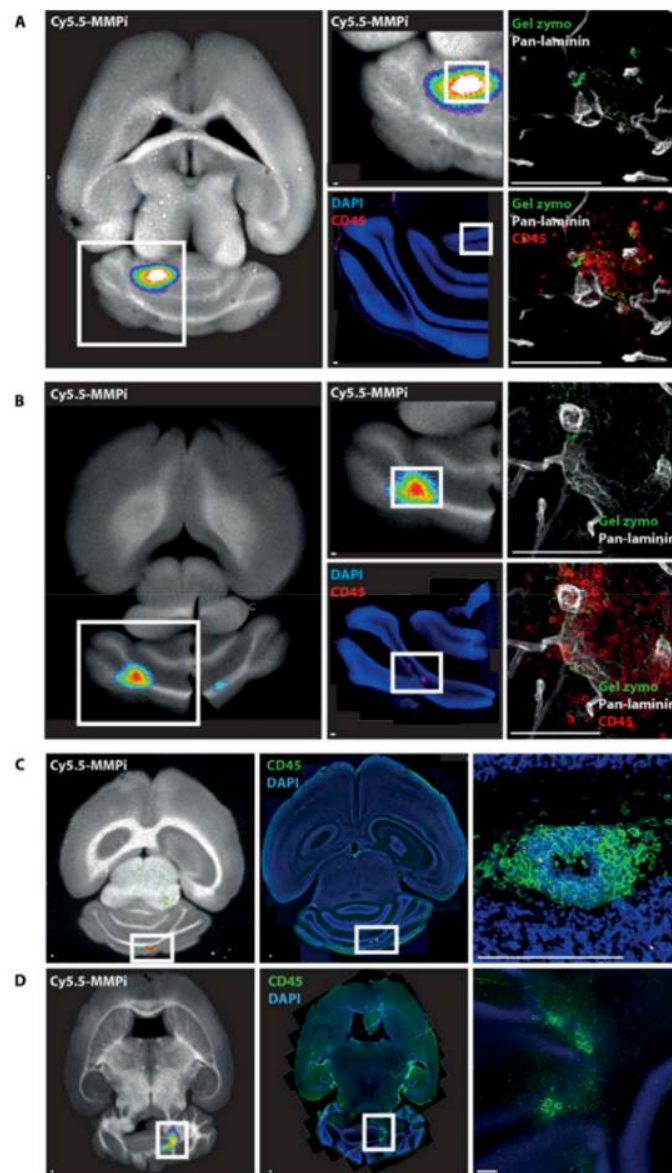 A
Cy5.5-MMPi
Cy5.5-MMPi
Gel zymo
Pan-laminin
DAPI
CD45
Gel zymo
Pan-laminin
CD45
B
Cy5.5-MMPi
Cy5.5-MMPi
Gel zymo
Pan-laminin
DAPI
CD45
Gel zymo
Pan-laminin
CD45
C
Cy5.5-MMPi
CD45
DAPI
D
Cy5.5-MMPi
CD45
DAPI